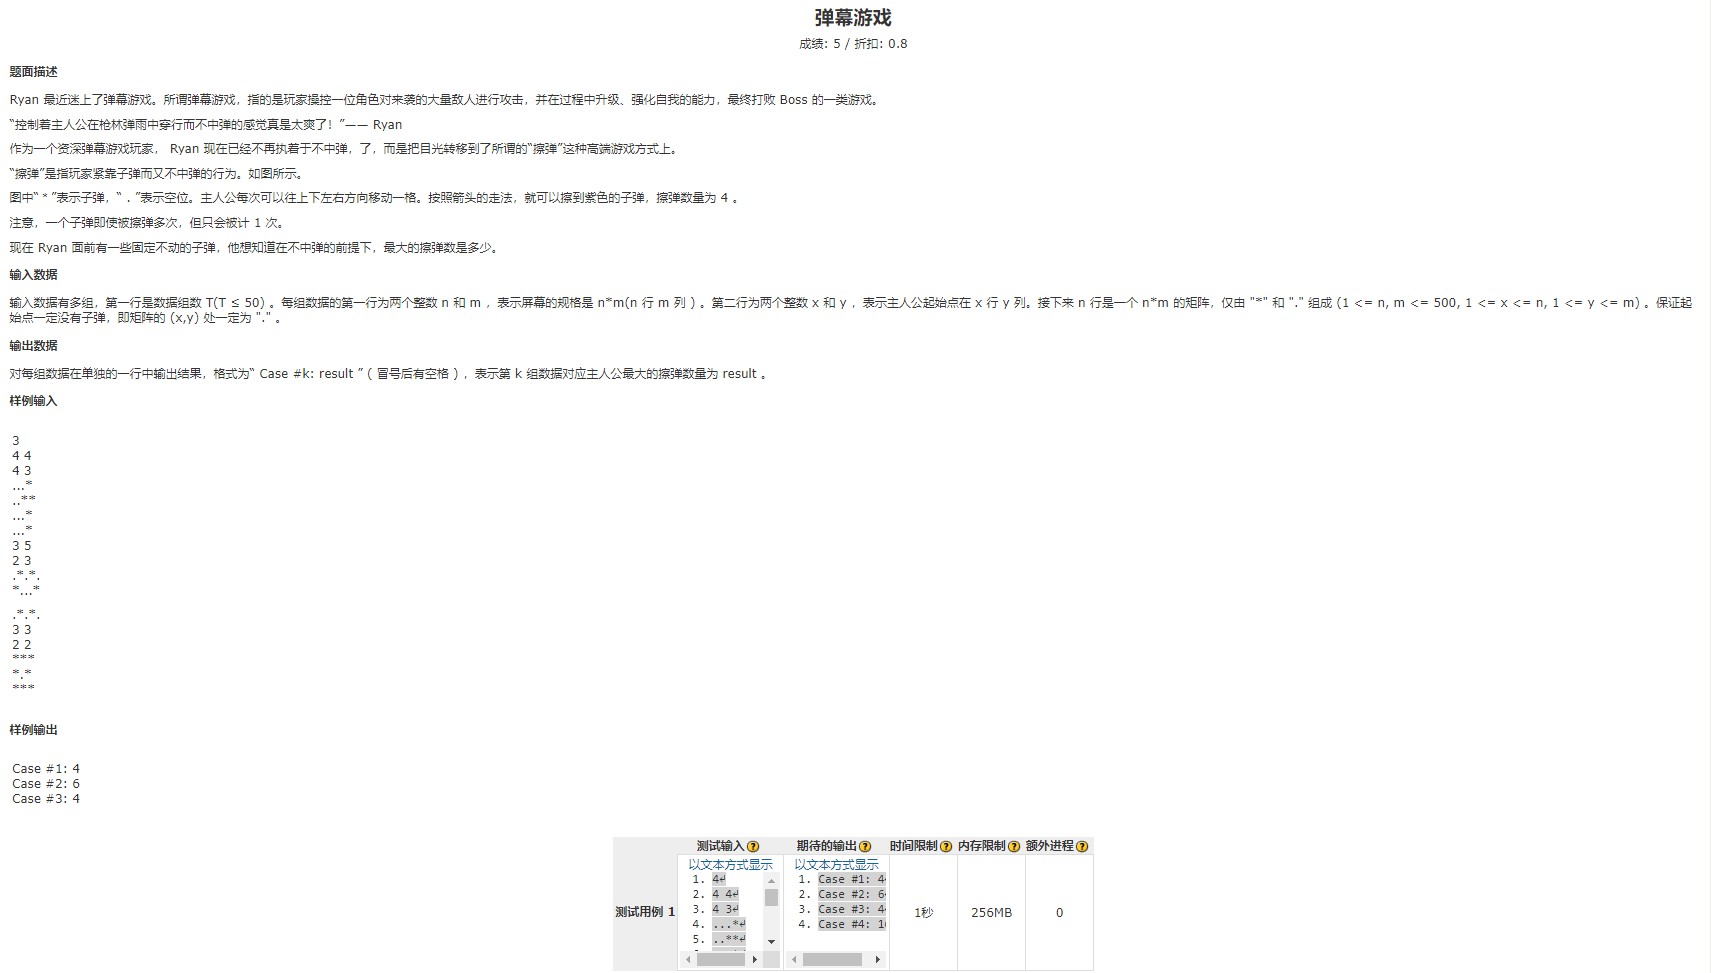 弹幕游戏
成绩: 5 / 折扣: 0.8
题面描述
Ryan 最近迷上了弹幕游戏。所谓弹幕游戏，指的是玩家操控一位角色对来袭的大量敌人进行攻击，并在过程中升级、强化自我的能力，最终打败 Boss 的一类游戏。
“控制着主人公在枪林弹雨中穿行而不中弹的感觉真是太爽了！”—— Ryan
作为一个资深弹幕游戏玩家， Ryan 现在已经不再执着于不中弹，了，而是把目光转移到了所谓的“擦弹”这种高端游戏方式上。
“擦弹”是指玩家紧靠子弹而又不中弹的行为。如图所示。
图中“ * ”表示子弹，“ . ”表示空位。主人公每次可以往上下左右方向移动一格。按照箭头的走法，就可以擦到紫色的子弹，擦弹数量为 4 。
注意，一个子弹即使被擦弹多次，但只会被计 1 次。
现在 Ryan 面前有一些固定不动的子弹，他想知道在不中弹的前提下，最大的擦弹数是多少。
输入数据
输入数据有多组，第一行是数据组数 T(T ≤ 50) 。每组数据的第一行为两个整数 n 和 m ，表示屏幕的规格是 n*m(n 行 m 列 ) 。第二行为两个整数 x 和 y ，表示主人公起始点在 x 行 y 列。接下来 n 行是一个 n*m 的矩阵，仅由 "*" 和 "." 组成 (1 <= n, m <= 500, 1 <= x <= n, 1 <= y <= m) 。保证起
始点一定没有子弹，即矩阵的 (x,y) 处一定为 "." 。
输出数据
对每组数据在单独的一行中输出结果，格式为“ Case #k: result ” ( 冒号后有空格 ) ，表示第 k 组数据对应主人公最大的擦弹数量为 result 。
样例输入
3
4 4
4 3
...*
..**
...*
...*
3 5
2 3
.*.*.
*...*
.*.*.
3 3
2 2
***
*.*
***
样例输出
Case #1: 4
Case #2: 6
Case #3: 4
测试输入 期待的输出 时间限制 内存限制 额外进程
测试用例 1
以文本方式显示
1. 4↵
2. 4 4↵
3. 4 3↵
4. ...*↵
5. ..**↵
以文本方式显示
1. Case #1: 4
2. Case #2: 6
3. Case #3: 4
4. Case #4: 1
1秒
256MB
0